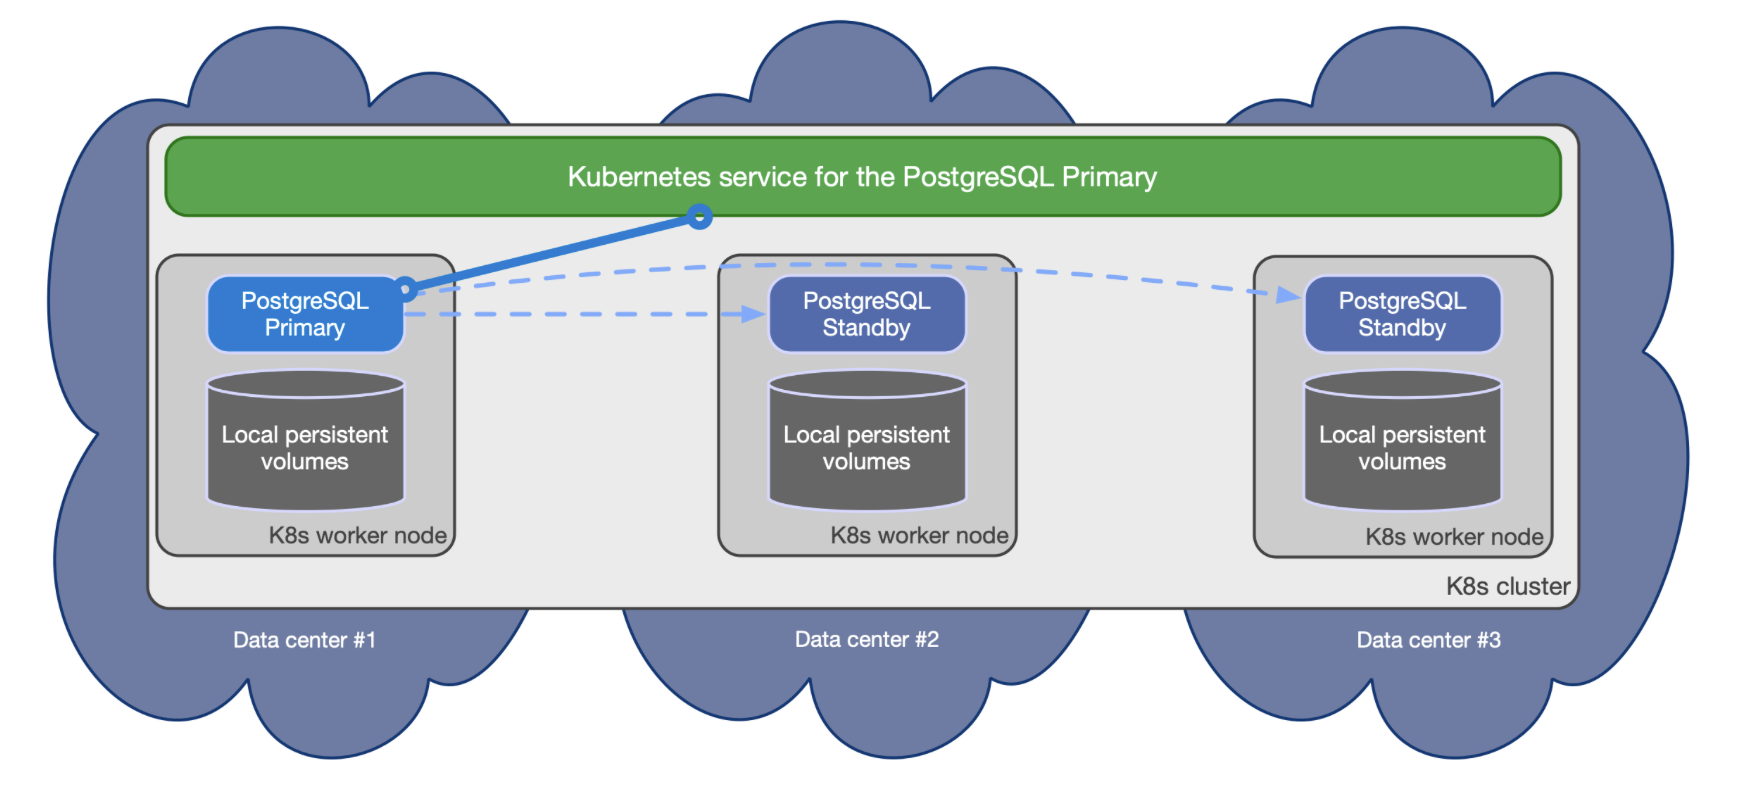 Kubernetes service for the PostgreSQL Primary
PostgreSQL
Primary
PostgreSQL
Standby
PostgreSQL
Standby
Local persistent
volumes
Local persistent
volumes
Local persistent
volumes
K8s worker node
K8s worker node
K8s worker node
K8s cluster
Data center #1
Data center #2
Data center #3